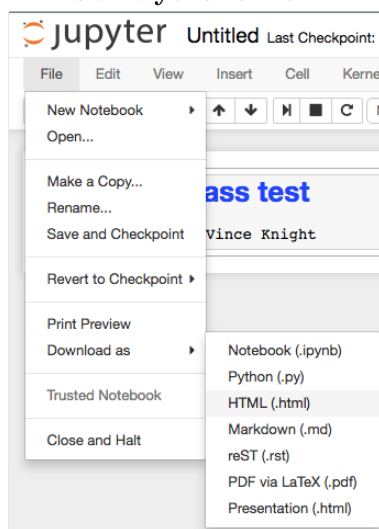 jupyter Untitled Last Checkpoint:
File Edit View Insert Cell Kerne
New Notebook
Open...
Make a Copy...
Rename...
ass test
Save and Checkpoint
Vince Knight
Revert to Checkpoint
Print Preview
Download as
Notebook (.ipynb)
Python (.py)
Trusted Notebook
HTML (.html)
Markdown (.md)
Close and Halt
reST (.rst)
PDF via LaTeX (.pdf)
Presentation (.html)